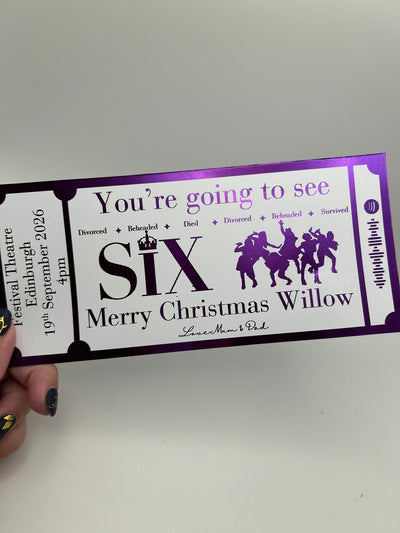 Festival Theatre
Edinburgh
19th September 2026
4pm
You're going to see
Divorced + Beheaded + Died + Divorced + Beheaded + Survived
SIX
Merry Christmas Willow
Love Mum & Dad